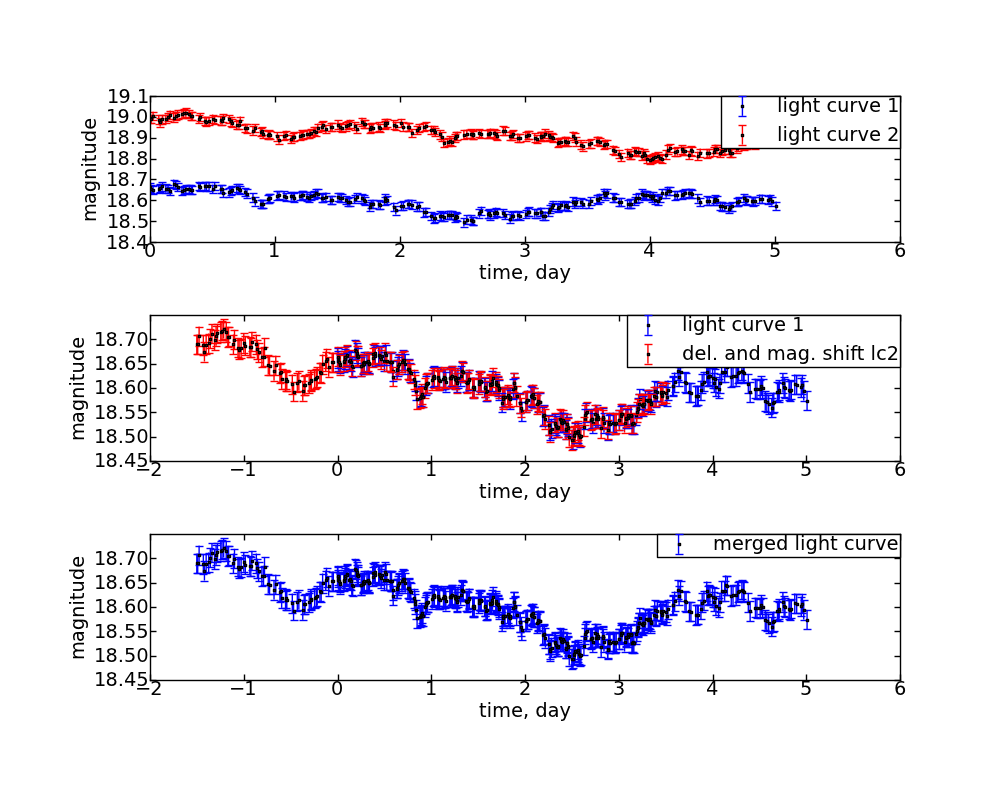 19.1
19.0
18.9
18.8
18.7
18.6
18.5
18.4
magnitude
light curve 1
light curve 2
0 1 2 3 4 5 6
time, day
18.70
18.65
18.60
18.55
18.50
18.45
magnitude
light curve 1
del. and mag. shift lc2
−2 −1 0 1 2 3 4 5 6
time, day
18.70
18.65
18.60
18.55
18.50
18.45
magnitude
merged light curve
−2 −1 0 1 2 3 4 5 6
time, day